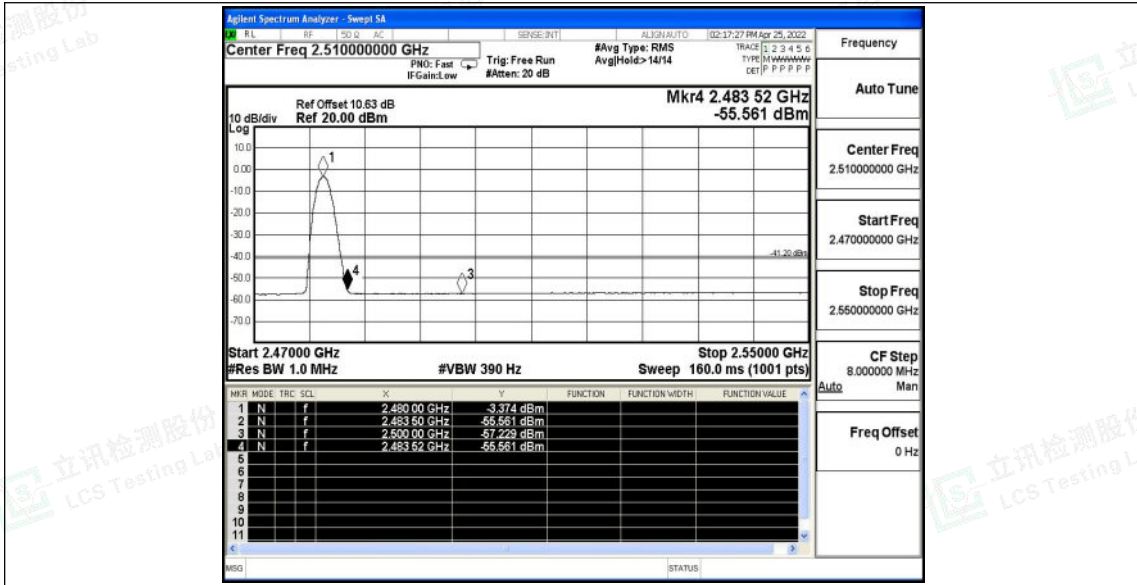 Agilent Spectrum Analyzer - Swept SA
RL RF 50 Ω AC SENSE:INT ALIGNAUTO 02:17:27 PM Apr 25, 2022
Center Freq 2.510000000 GHz
PNO: Fast
IFGain:Low
Trig: Free Run
#Atten: 20 dB
#Avg Type: RMS
Avg|Hold>14/14
TRACE 1 2 3 4 5 6
TYPE M WWWWW
DET P P P P P P
Ref Offset 10.63 dB
Ref 20.00 dBm
10 dB/div
Log
Mkr4 2.483 52 GHz
-55.561 dBm
10.0
0.00
-10.0
-20.0
-30.0
-40.0
-50.0
-60.0
-70.0
1
4
3
-41.20 dBm
Start 2.47000 GHz
Stop 2.55000 GHz
#Res BW 1.0 MHz
#VBW 390 Hz
Sweep 160.0 ms (1001 pts)
MKR MODE TRC SCL X Y FUNCTION FUNCTION WIDTH FUNCTION VALUE
1 N f 2.480 00 GHz -3.374 dBm
2 N f 2.483 50 GHz -55.561 dBm
3 N f 2.500 00 GHz -57.229 dBm
4 N f 2.483 52 GHz -55.561 dBm
5
6
7
8
9
10
11
MSG
STATUS
Frequency
Auto Tune
Center Freq
2.510000000 GHz
Start Freq
2.470000000 GHz
Stop Freq
2.550000000 GHz
CF Step
8.000000 MHz
Auto Man
Freq Offset
0 Hz
立讯检测股份
LCS Testing Lab
立讯检测股份
LCS Testing L